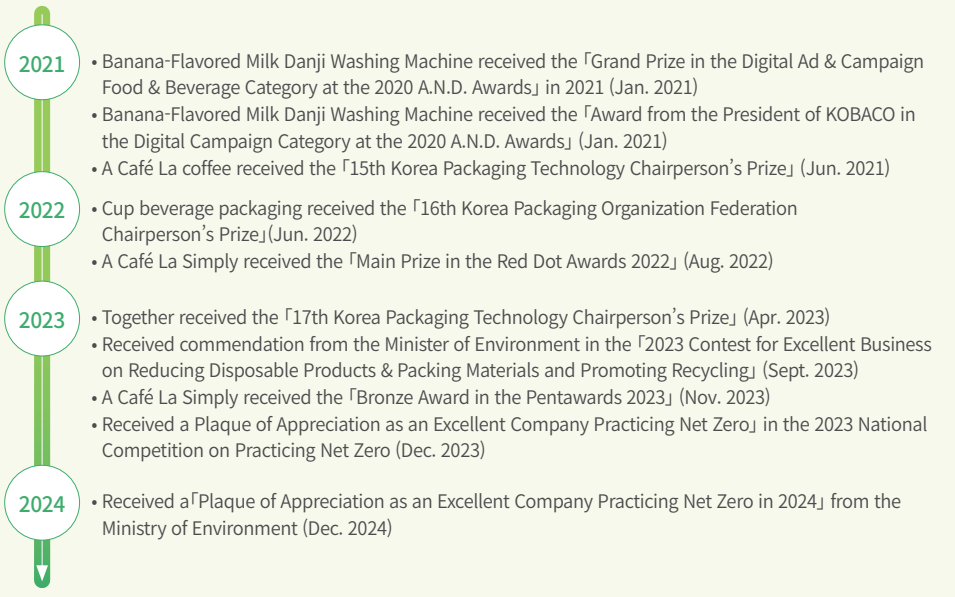 2021
• Banana-Flavored Milk Danji Washing Machine received the 「Grand Prize in the Digital Ad & Campaign
Food & Beverage Category at the 2020 A.N.D. Awards」 in 2021 (Jan. 2021)
• Banana-Flavored Milk Danji Washing Machine received the 「Award from the President of KOBACO in
the Digital Campaign Category at the 2020 A.N.D. Awards」 (Jan. 2021)
• A Café La coffee received the 「15th Korea Packaging Technology Chairperson's Prize」 (Jun. 2021)
2022
• Cup beverage packaging received the 「16th Korea Packaging Organization Federation
Chairperson's Prize」(Jun. 2022)
• A Café La Simply received the 「Main Prize in the Red Dot Awards 2022」 (Aug. 2022)
2023
• Together received the 「17th Korea Packaging Technology Chairperson's Prize」 (Apr. 2023)
• Received commendation from the Minister of Environment in the 「2023 Contest for Excellent Business
on Reducing Disposable Products & Packing Materials and Promoting Recycling」 (Sept. 2023)
• A Café La Simply received the 「Bronze Award in the Pentawards 2023」 (Nov. 2023)
• Received a Plaque of Appreciation as an Excellent Company Practicing Net Zero」 in the 2023 National
Competition on Practicing Net Zero (Dec. 2023)
2024
• Received a「Plaque of Appreciation as an Excellent Company Practicing Net Zero in 2024」 from the
Ministry of Environment (Dec. 2024)